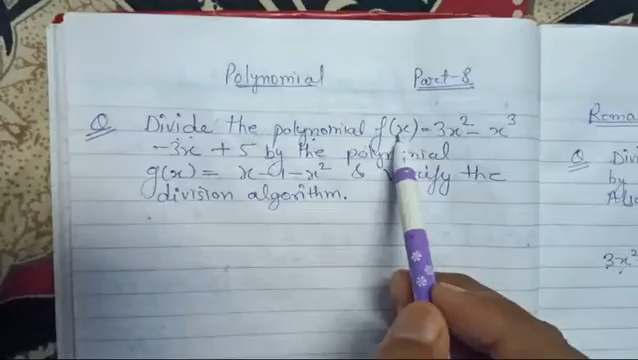 Polynomial Part-8
Q Divide the polynomial f(x) = 3x² - x³
-3x + 5 by the polynomial
g(x) = x-1-x² & verify the
division algorithm.
Rema
Q Divi
by
Als
3x²